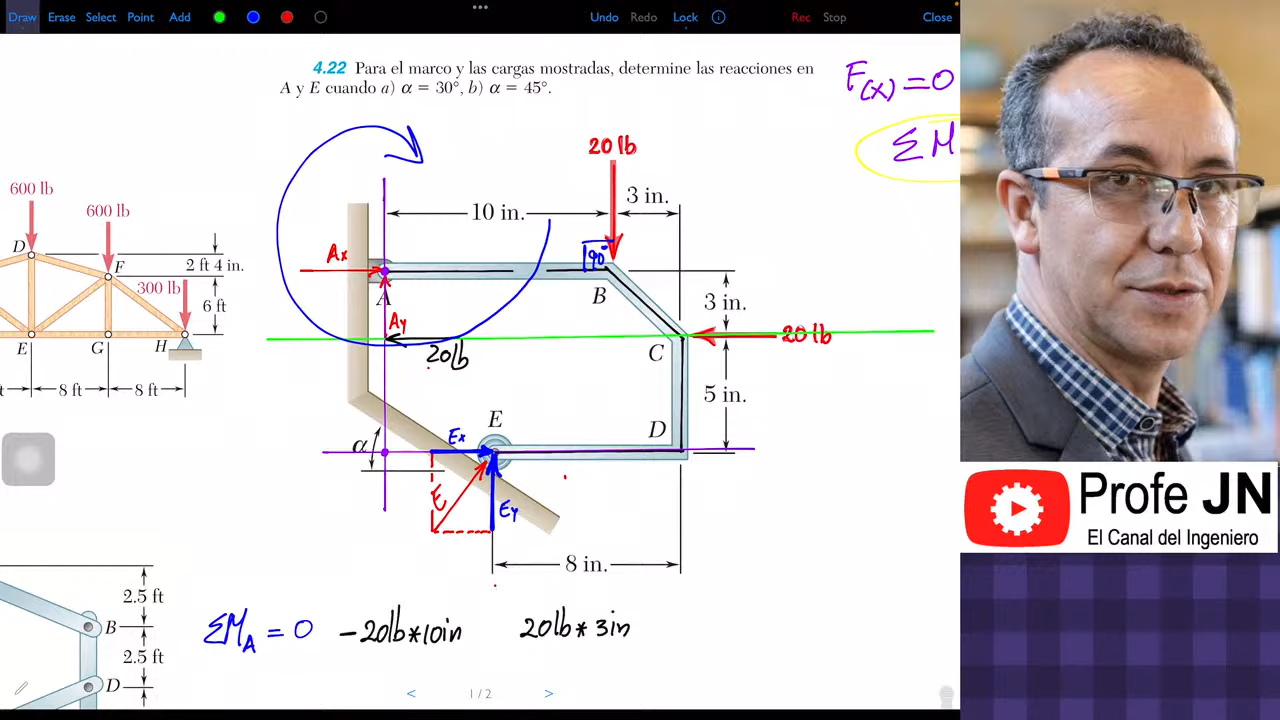 Draw Erase Select Point Add Undo Redo Lock Rec Stop Close
4.22 Para el marco y las cargas mostradas, determine las reacciones en
A y E cuando a) α = 30°, b) α = 45°.
F(x) = 0
ΣM
20 lb
3 in.
10 in.
600 lb
600 lb
D
F
2 ft 4 in.
300 lb
6 ft
E
G
H
8 ft
8 ft
Ax
A
Ay
90°
B
3 in.
20 lb
20lb
C
5 in.
D
E
Ex
α
E
Ey
8 in.
2.5 ft
B
2.5 ft
D
ΣMA = 0 -20lb*10in 20lb*3in
< 1 / 2 >
Profe JN
El Canal del Ingeniero